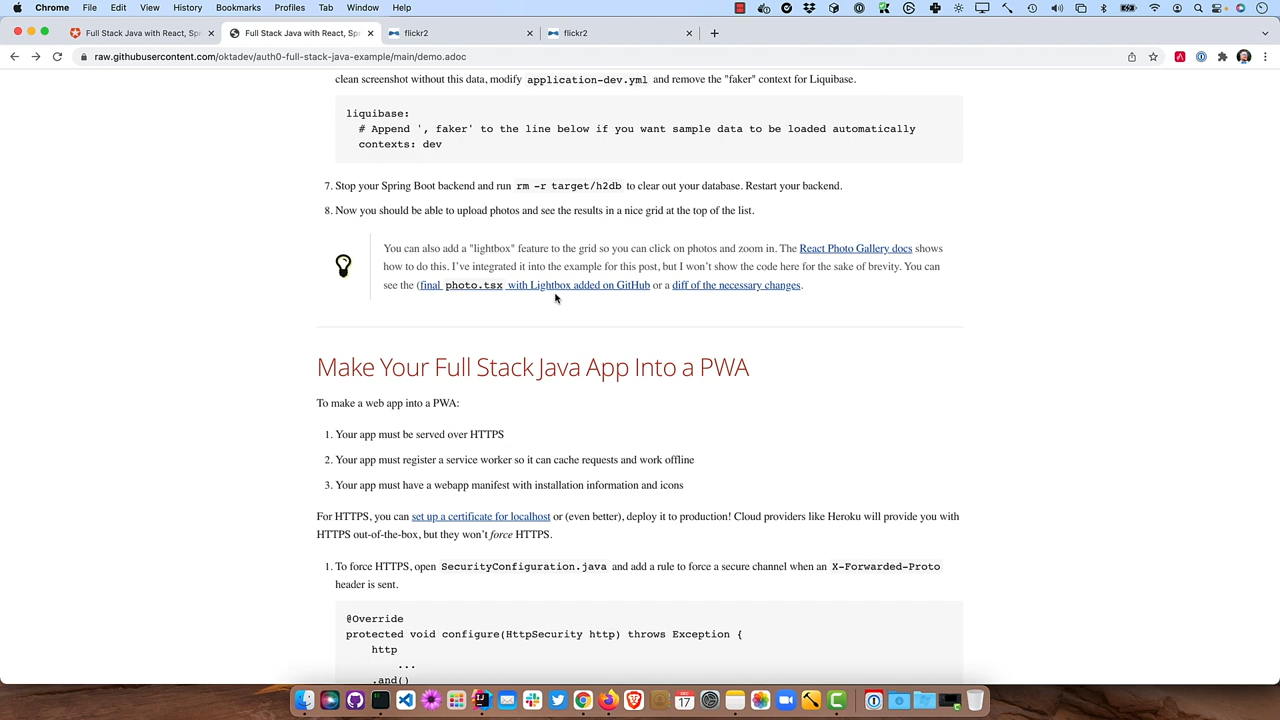 Chrome File Edit View History Bookmarks Profiles Tab Window Help
Full Stack Java with React, Spr
Full Stack Java with React, Spr
flickr2
flickr2
raw.githubusercontent.com/oktadev/auth0-full-stack-java-example/main/demo.adoc
clean screenshot without this data, modify application-dev.yml and remove the "faker" context for Liquibase.
liquibase:
# Append ', faker' to the line below if you want sample data to be loaded automatically
contexts: dev
7. Stop your Spring Boot backend and run rm -r target/h2db to clear out your database. Restart your backend.
8. Now you should be able to upload photos and see the results in a nice grid at the top of the list.
You can also add a "lightbox" feature to the grid so you can click on photos and zoom in. The React Photo Gallery docs shows
how to do this. I've integrated it into the example for this post, but I won't show the code here for the sake of brevity. You can
see the (final photo.tsx with Lightbox added on GitHub or a diff of the necessary changes.
Make Your Full Stack Java App Into a PWA
To make a web app into a PWA:
1. Your app must be served over HTTPS
2. Your app must register a service worker so it can cache requests and work offline
3. Your app must have a webapp manifest with installation information and icons
For HTTPS, you can set up a certificate for localhost or (even better), deploy it to production! Cloud providers like Heroku will provide you with
HTTPS out-of-the-box, but they won't force HTTPS.
1. To force HTTPS, open SecurityConfiguration.java and add a rule to force a secure channel when an X-Forwarded-Proto
header is sent.
@Override
protected void configure(HttpSecurity http) throws Exception {
http
...
.and()
DEC
17